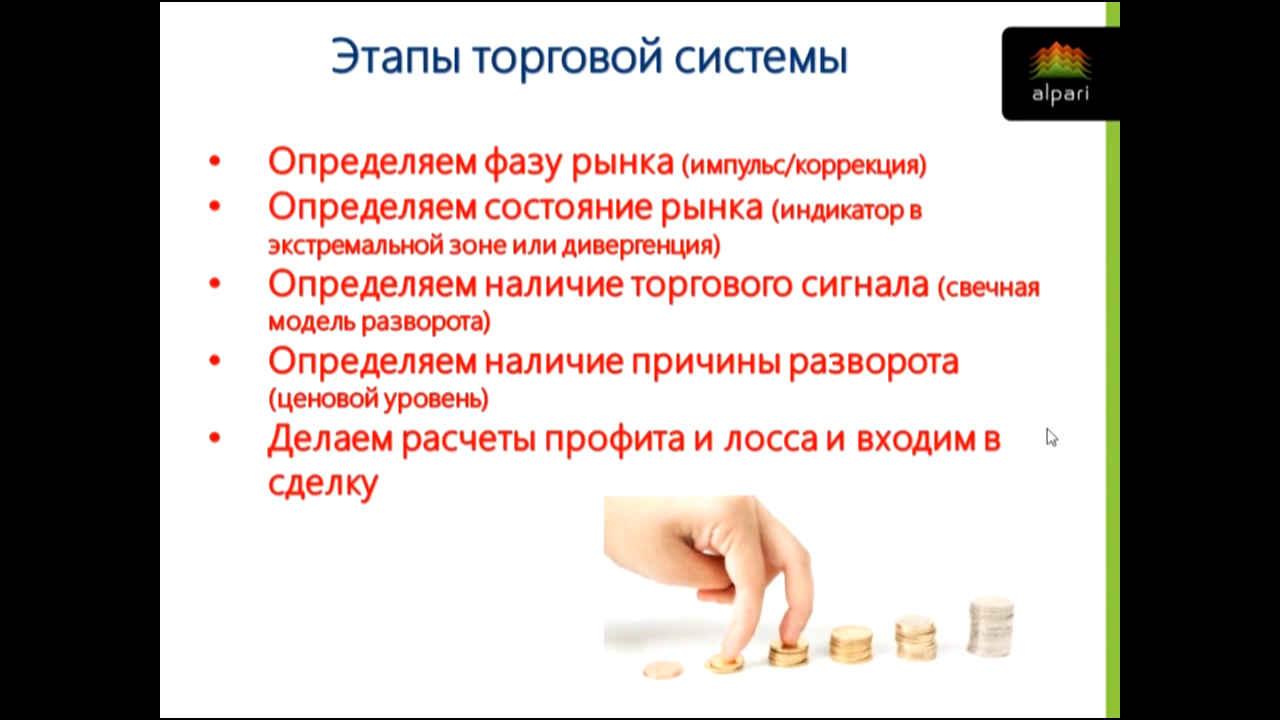 Этапы торговой системы
alpari
• Определяем фазу рынка (импульс/коррекция)
• Определяем состояние рынка (индикатор в
экстремальной зоне или дивергенция)
• Определяем наличие торгового сигнала (свечная
модель разворота)
• Определяем наличие причины разворота
(ценовой уровень)
• Делаем расчеты профита и лосса и входим в
сделку